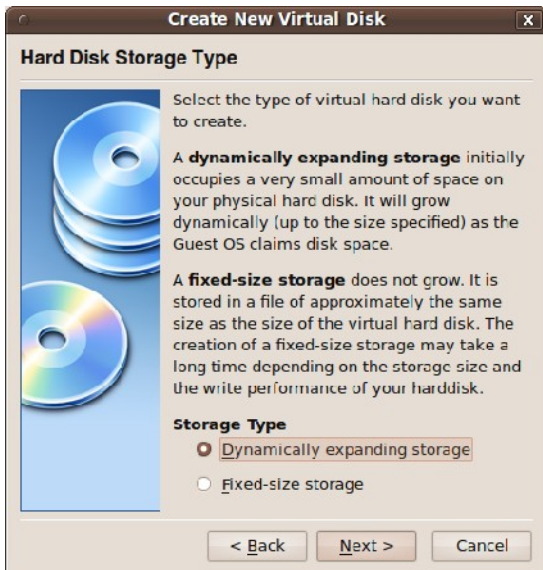 Create New Virtual Disk
Hard Disk Storage Type
Select the type of virtual hard disk you want
to create.
A dynamically expanding storage initially
occupies a very small amount of space on
your physical hard disk. It will grow
dynamically (up to the size specified) as the
Guest OS claims disk space.
A fixed-size storage does not grow. It is
stored in a file of approximately the same
size as the size of the virtual hard disk. The
creation of a fixed-size storage may take a
long time depending on the storage size and
the write performance of your harddisk.
Storage Type
Dynamically expanding storage
Fixed-size storage
< Back Next > Cancel